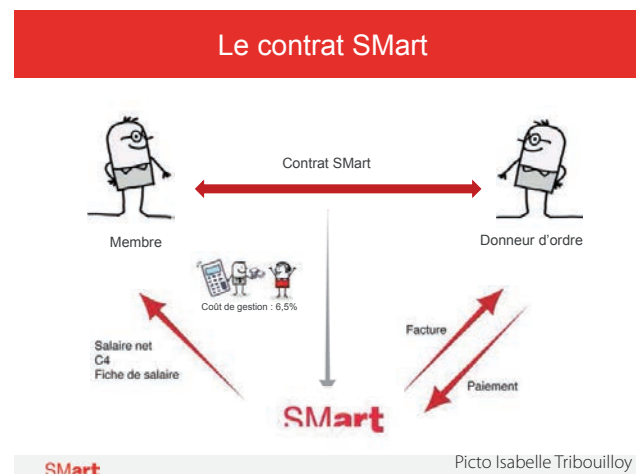 Le contrat SMart
Contrat SMart
Membre
Donneur d'ordre
Coût de gestion : 6,5%
Salaire net
C4
Fiche de salaire
Facture
Paiement
SMart
SMart
Picto Isabelle Tribouilloy